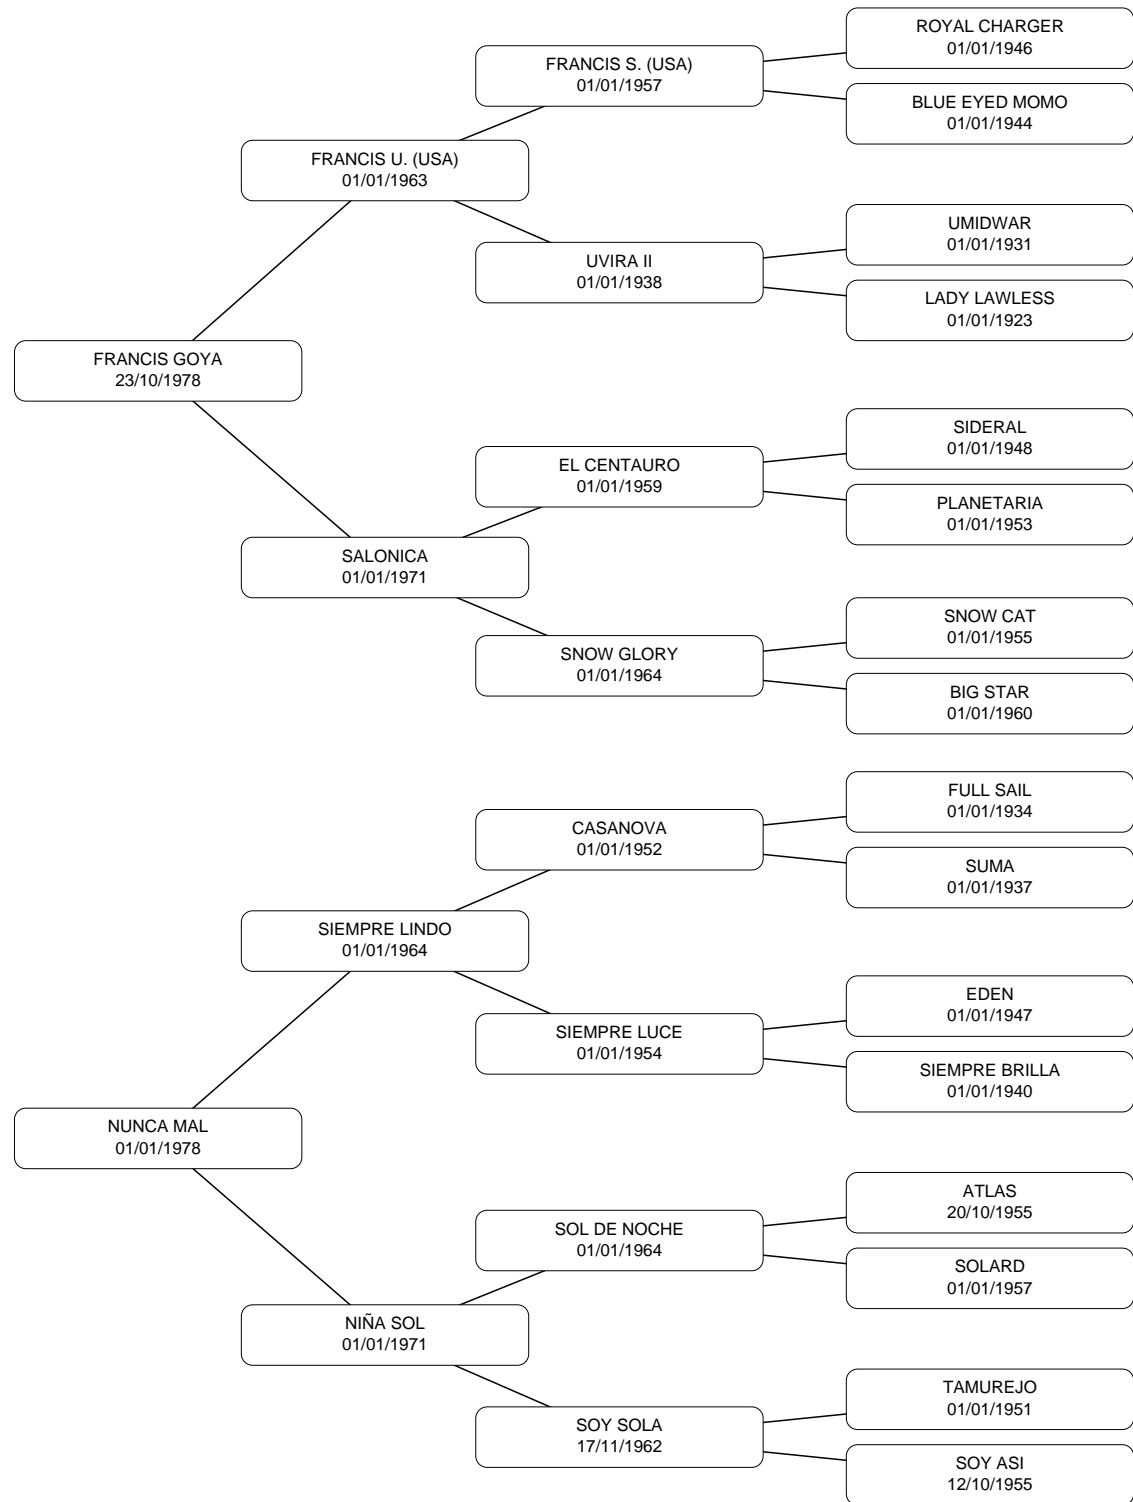 ROYAL CHARGER
01/01/1946
FRANCIS S. (USA)
01/01/1957
BLUE EYED MOMO
01/01/1944
FRANCIS U. (USA)
01/01/1963
UMIDWAR
01/01/1931
UVIRA II
01/01/1938
LADY LAWLESS
01/01/1923
FRANCIS GOYA
23/10/1978
SIDERAL
01/01/1948
EL CENTAURO
01/01/1959
PLANETARIA
01/01/1953
SALONICA
01/01/1971
SNOW CAT
01/01/1955
SNOW GLORY
01/01/1964
BIG STAR
01/01/1960
FULL SAIL
01/01/1934
CASANOVA
01/01/1952
SUMA
01/01/1937
SIEMPRE LINDO
01/01/1964
EDEN
01/01/1947
SIEMPRE LUCE
01/01/1954
SIEMPRE BRILLA
01/01/1940
NUNCA MAL
01/01/1978
ATLAS
20/10/1955
SOL DE NOCHE
01/01/1964
SOLARD
01/01/1957
NIÑA SOL
01/01/1971
TAMUREJO
01/01/1951
SOY SOLA
17/11/1962
SOY ASI
12/10/1955